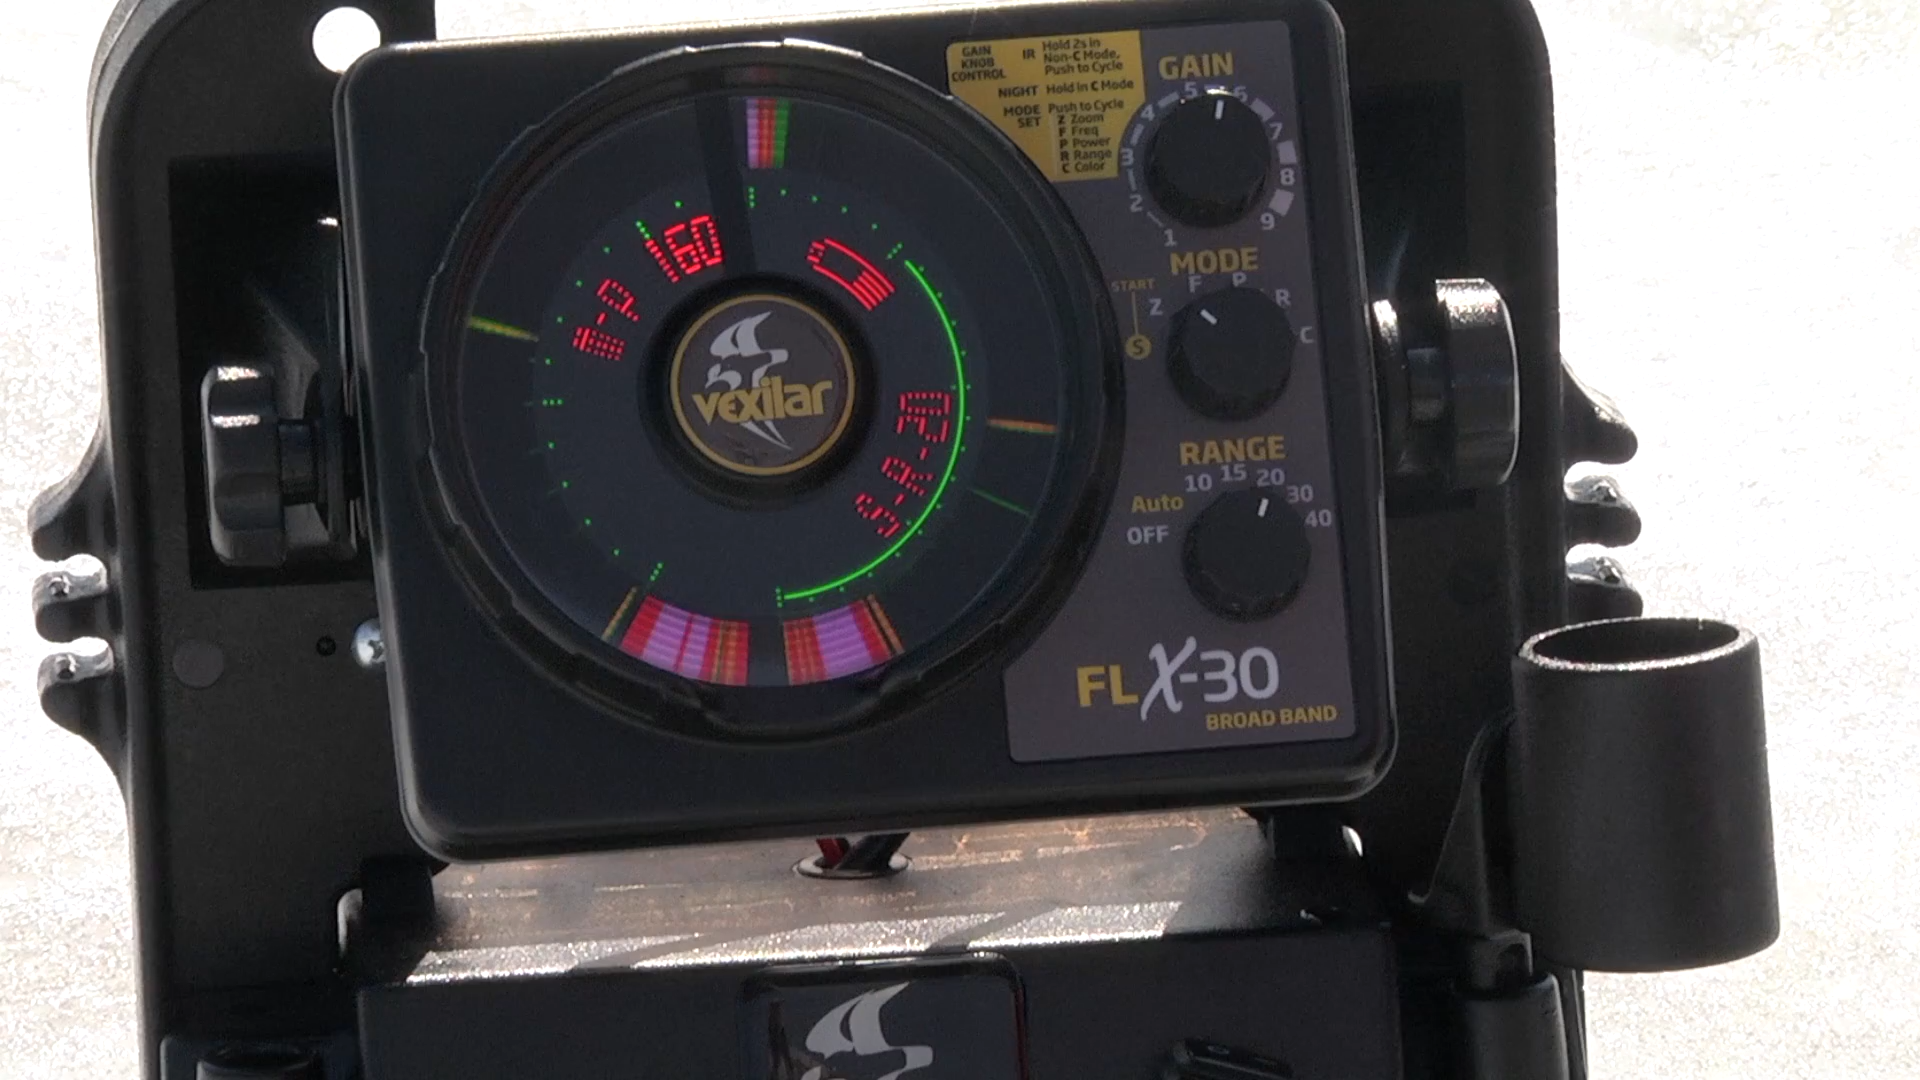 GAIN KNOB CONTROL
IR Hold 2s in Non-C Mode, Push to Cycle
NIGHT Hold in C Mode
MODE SET Push to Cycle
Z Zoom
F Freq
P Power
R Range
C Color
GAIN
1 2 3 4 5 6 7 8 9
MODE
START
S
Z F P R C
RANGE
OFF Auto 10 15 20 30 40
160
vexilar
FLX-30
BROAD BAND